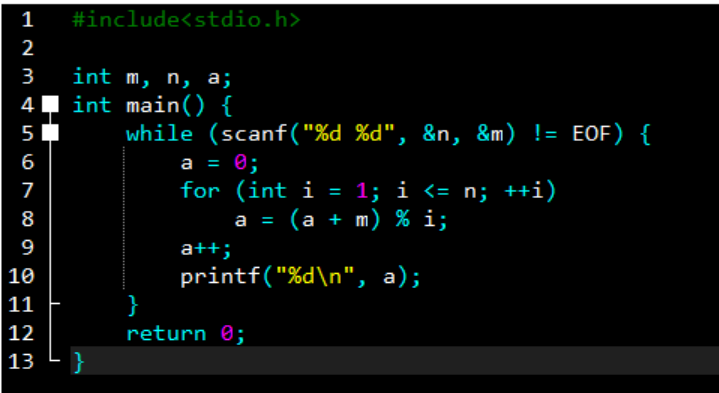 1 #include<stdio.h>
2
3 int m, n, a;
4 int main() {
5 while (scanf("%d %d", &n, &m) != EOF) {
6 a = 0;
7 for (int i = 1; i <= n; ++i)
8 a = (a + m) % i;
9 a++;
10 printf("%d\n", a);
11 }
12 return 0;
13 }